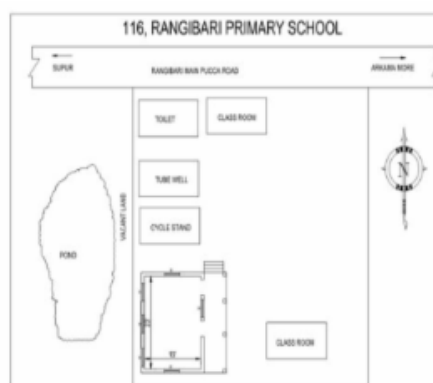 116, RANGIBARI PRIMARY SCHOOL
SUPUR
RANGIBARI MAIN PUCCA ROAD
TOILET
CLASS ROOM
TUBE WELL
N
VACANT LAND
CYCLE STAND
POND
CLASS ROOM